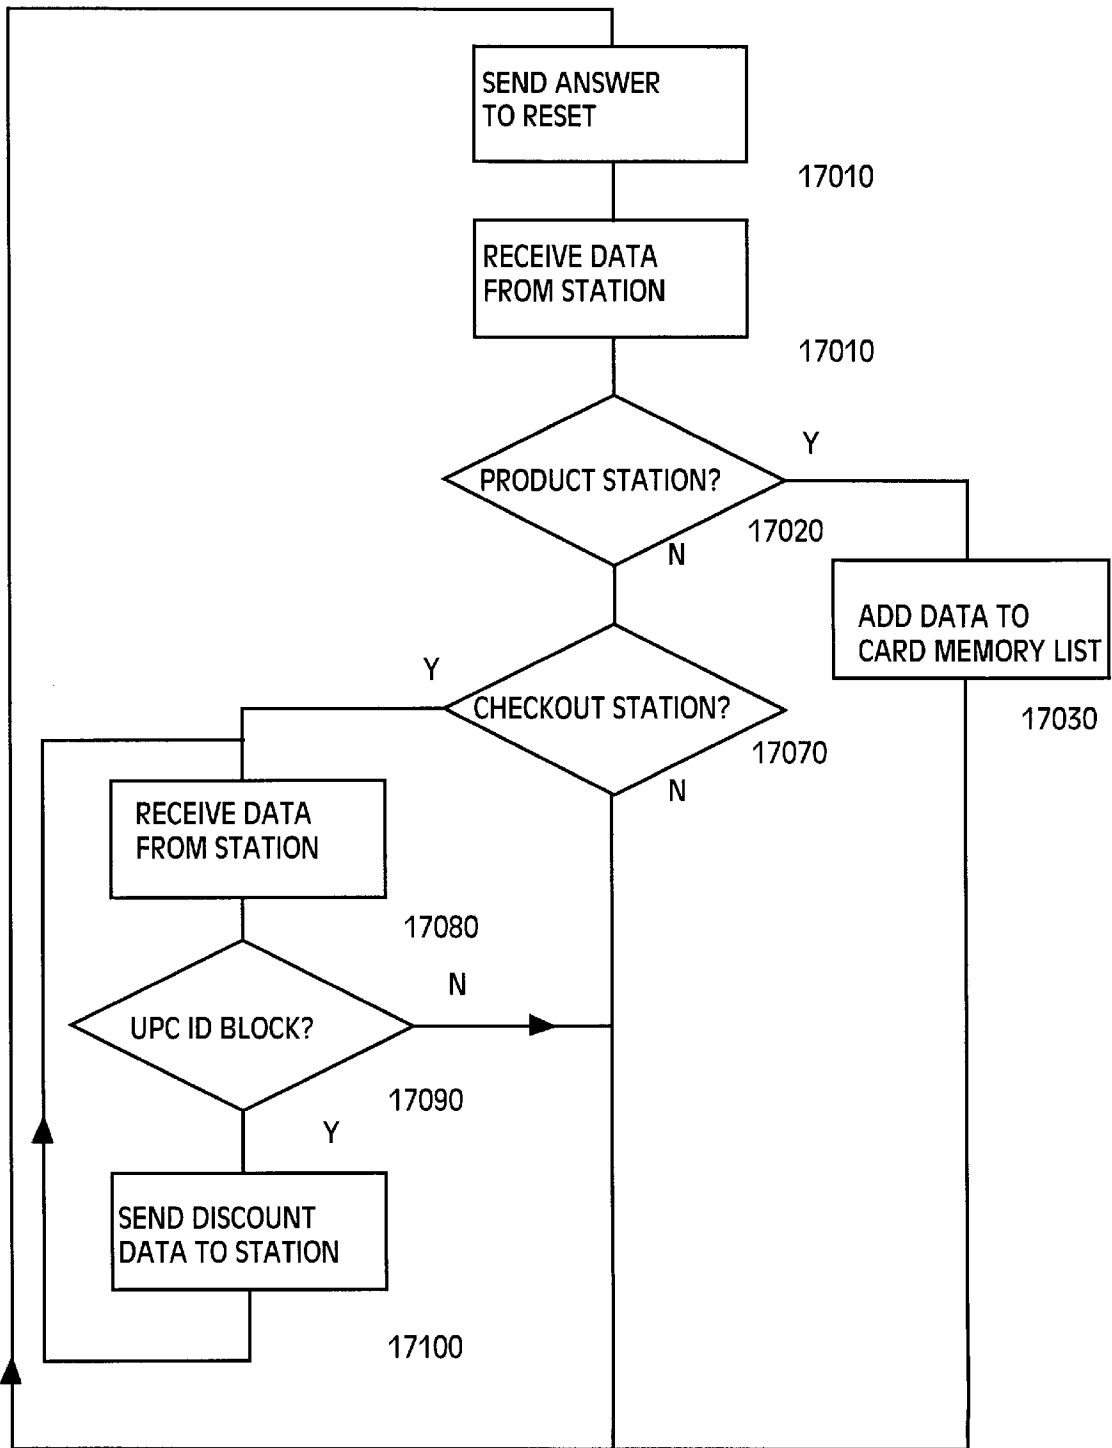 SEND ANSWER
TO RESET
17010
RECEIVE DATA
FROM STATION
17010
PRODUCT STATION?
Y
17020
N
ADD DATA TO
CARD MEMORY LIST
17030
CHECKOUT STATION?
Y
17070
N
RECEIVE DATA
FROM STATION
17080
UPC ID BLOCK?
N
17090
Y
SEND DISCOUNT
DATA TO STATION
17100